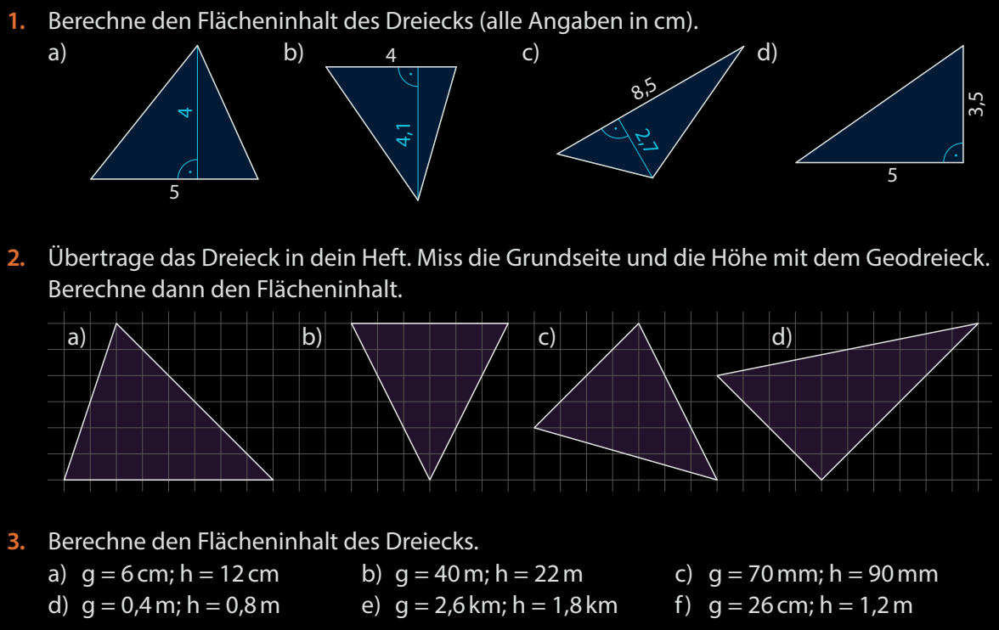 1. Berechne den Flächeninhalt des Dreiecks (alle Angaben in cm).
a) b) c) d)
4
5
4
4,1
8,5
2,7
3,5
5
2. Übertrage das Dreieck in dein Heft. Miss die Grundseite und die Höhe mit dem Geodreieck.
Berechne dann den Flächeninhalt.
a) b) c) d)
3. Berechne den Flächeninhalt des Dreiecks.
a) g = 6 cm; h = 12 cm b) g = 40 m; h = 22 m c) g = 70 mm; h = 90 mm
d) g = 0,4 m; h = 0,8 m e) g = 2,6 km; h = 1,8 km f) g = 26 cm; h = 1,2 m